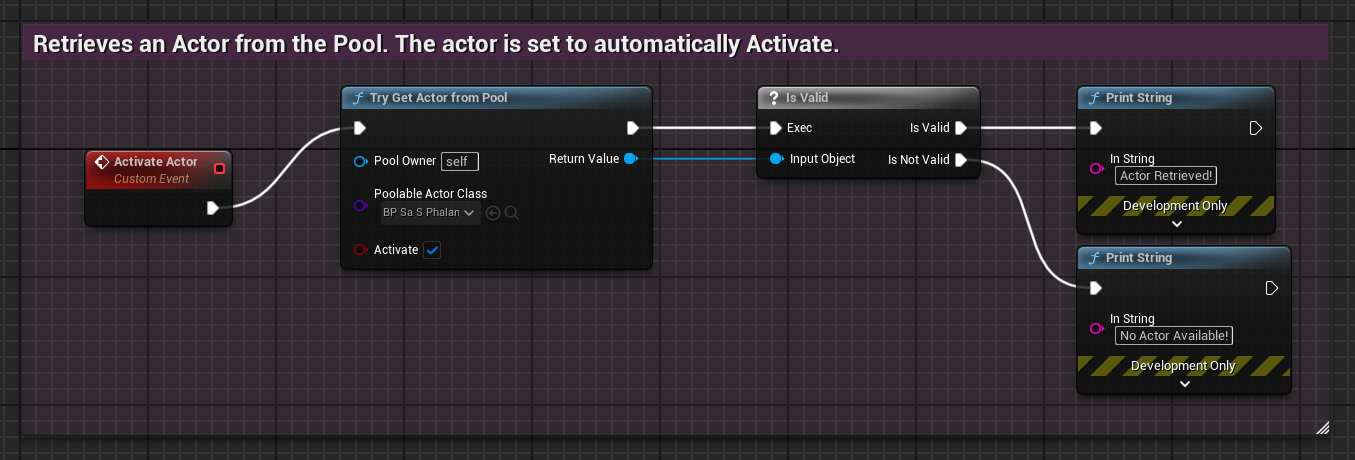 Retrieves an Actor from the Pool. The actor is set to automatically Activate.
Activate Actor
Custom Event
Try Get Actor from Pool
Pool Owner self
Return Value
Poolable Actor Class
BP Sa S Phalan
Activate
? Is Valid
Exec
Is Valid
Input Object
Is Not Valid
Print String
In String
Actor Retrieved!
Development Only
Print String
In String
No Actor Available!
Development Only